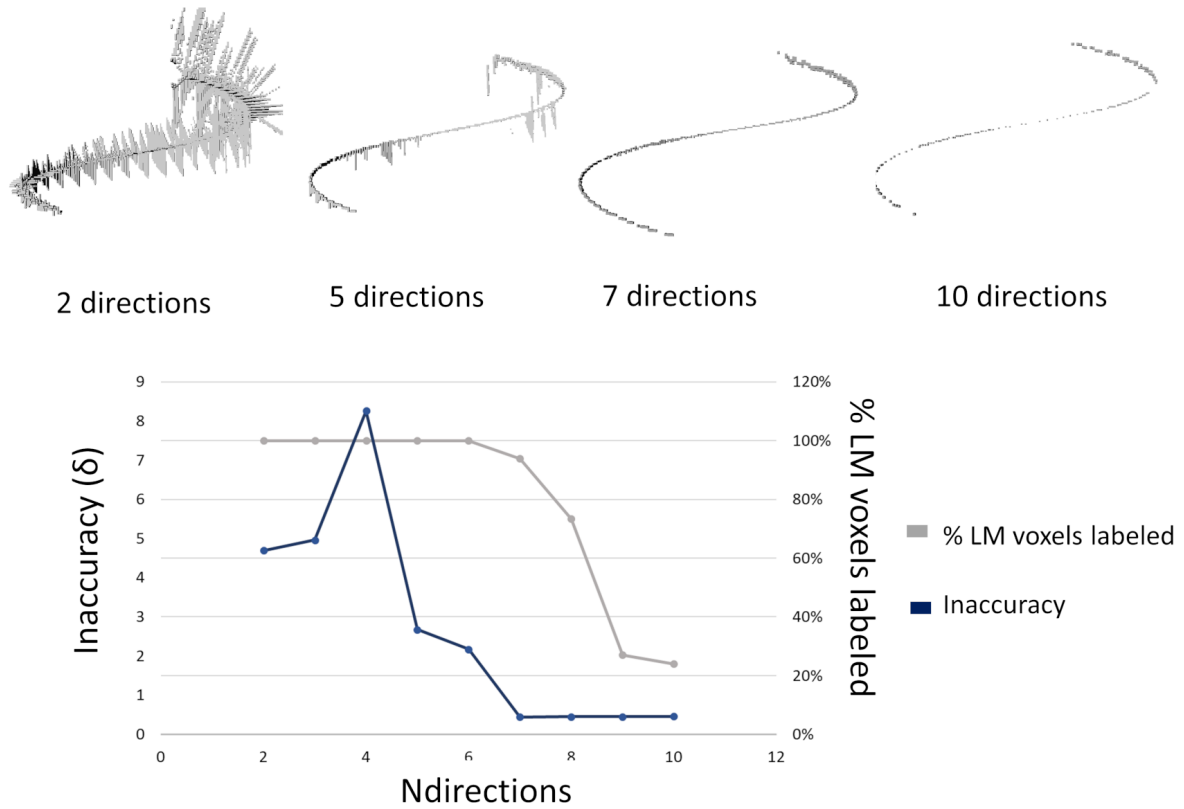 2 directions
5 directions
7 directions
10 directions
9
8
7
6
5
4
3
2
1
0
Inaccuracy (δ)
120%
100%
80%
60%
40%
20%
0%
% LM voxels labeled
0
2
4
6
8
10
12
Ndirections
% LM voxels labeled
Inaccuracy